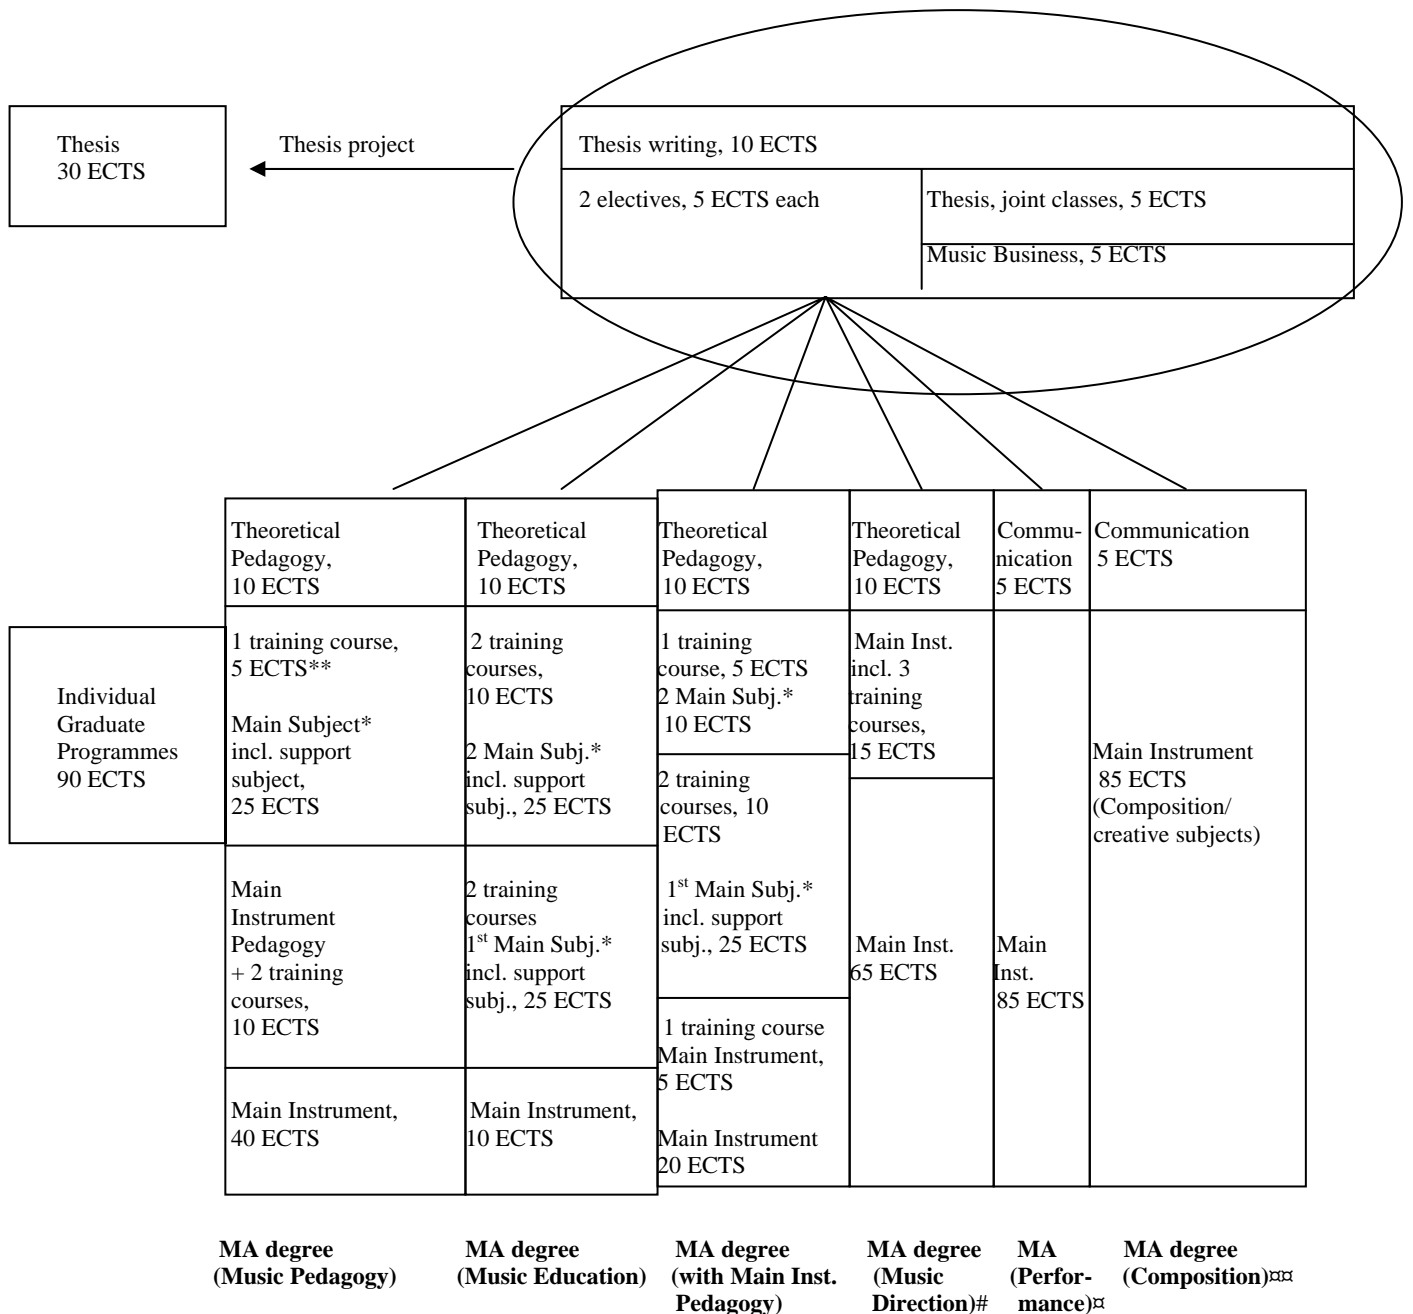 Thesis
30 ECTS
Thesis project
Thesis writing, 10 ECTS
2 electives, 5 ECTS each
Thesis, joint classes, 5 ECTS
Music Business, 5 ECTS
Individual
Graduate
Programmes
90 ECTS
Theoretical
Pedagogy,
10 ECTS
1 training course,
5 ECTS**
Main Subject*
incl. support
subject,
25 ECTS
Main
Instrument
Pedagogy
+ 2 training
courses,
10 ECTS
Main Instrument,
40 ECTS
MA degree
(Music Pedagogy)
Theoretical
Pedagogy,
10 ECTS
2 training
courses,
10 ECTS
2 Main Subj.*
incl. support
subj., 25 ECTS
2 training
courses
1st Main Subj.*
incl. support
subj., 25 ECTS
Main Instrument,
10 ECTS
MA degree
(Music Education)
Theoretical
Pedagogy,
10 ECTS
1 training
course, 5 ECTS
2 Main Subj.*
10 ECTS
2 training
courses, 10
ECTS
1st Main Subj.*
incl. support
subj., 25 ECTS
1 training course
Main Instrument,
5 ECTS
Main Instrument
20 ECTS
MA degree
(with Main Inst.
Pedagogy)
Theoretical
Pedagogy,
10 ECTS
Main Inst.
incl. 3
training
courses,
15 ECTS
Main Inst.
65 ECTS
MA degree
(Music
Direction)#
Commu-
nication
5 ECTS
Main
Inst.
85 ECTS
MA
(Perfor-
mance)¤
Communication
5 ECTS
Main Instrument
85 ECTS
(Composition/
creative subjects)
MA degree
(Composition)¤¤